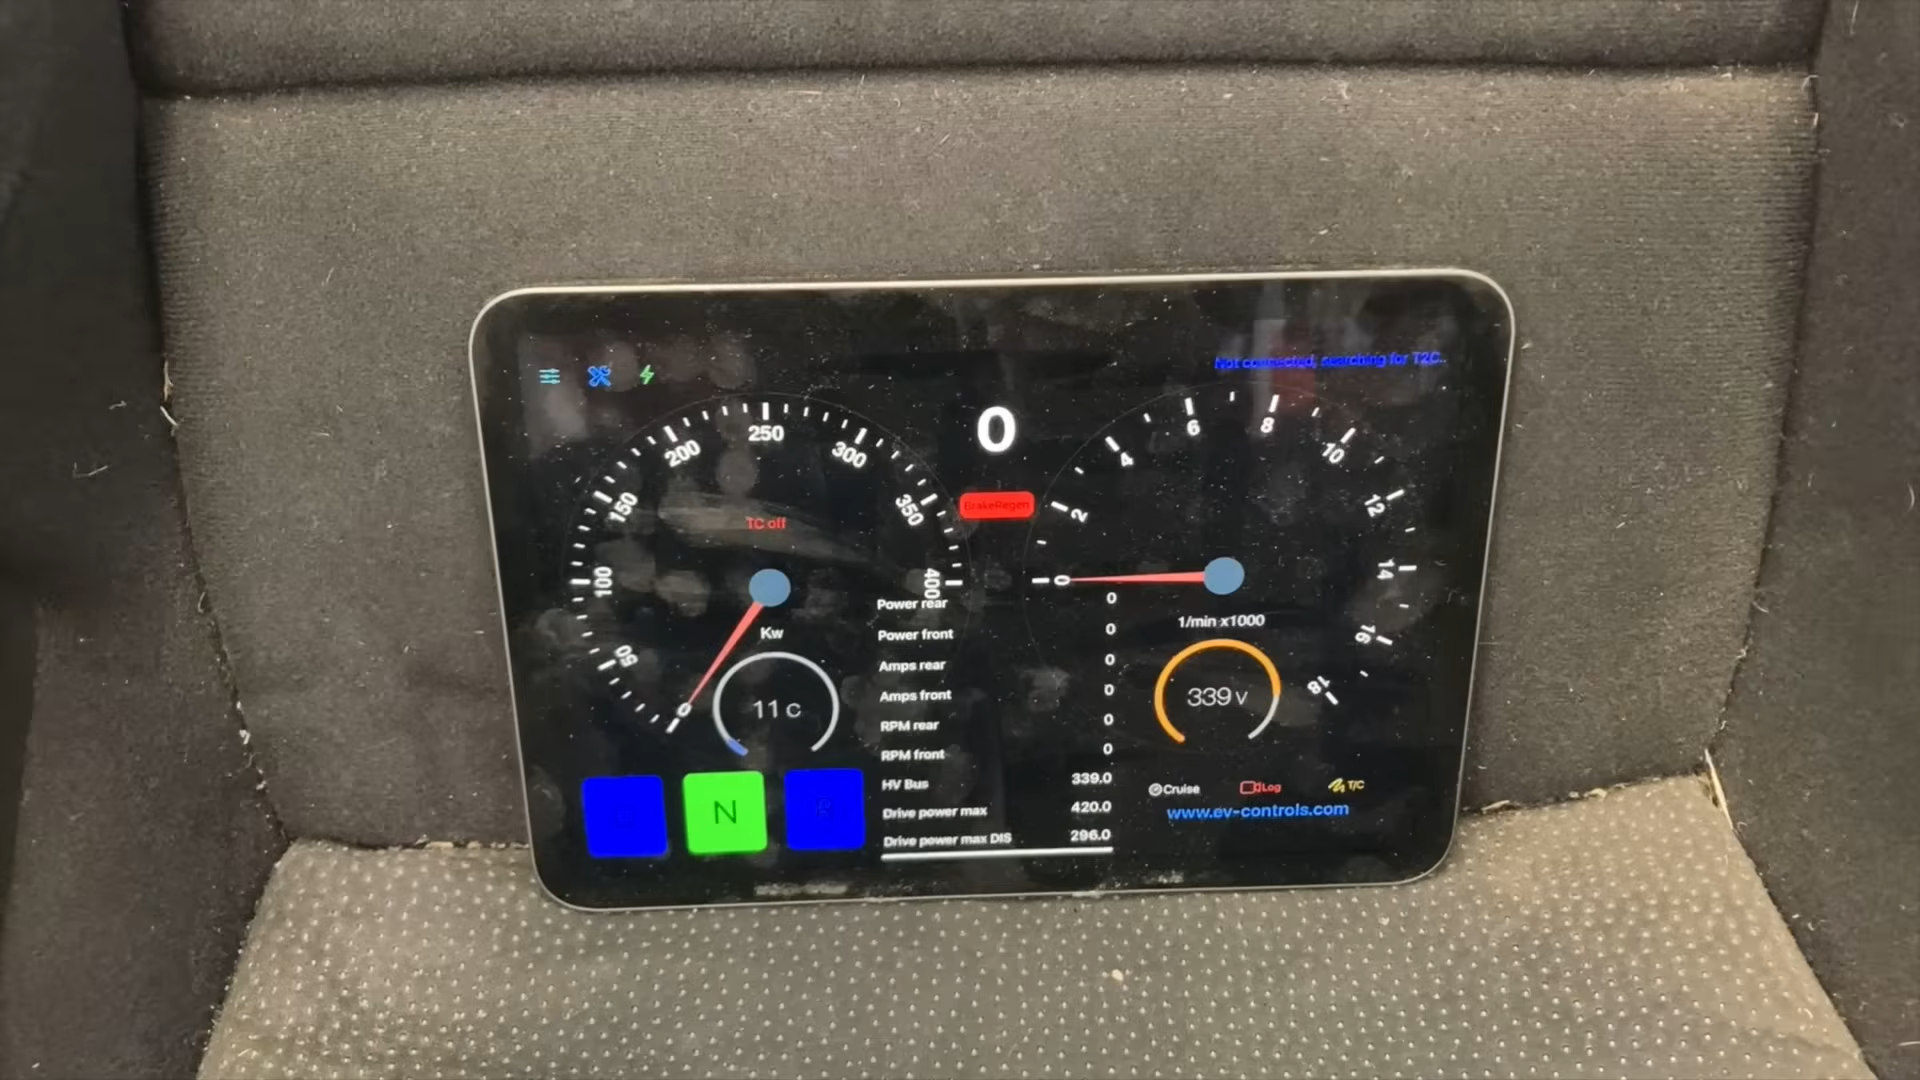 Not connected, searching for T2C..
0
BrakeRegen
0
50
100
150
200
250
300
350
400
TC off
Kw
11 c
0
2
4
6
8
10
12
14
16
18
1/min x1000
339 v
Power rear 0
Power front 0
Amps rear 0
Amps front 0
RPM rear 0
RPM front 0
HV Bus 339.0
Drive power max 420.0
Drive power max DIS 296.0
N
Cruise
Log
T/C
www.ev-controls.com